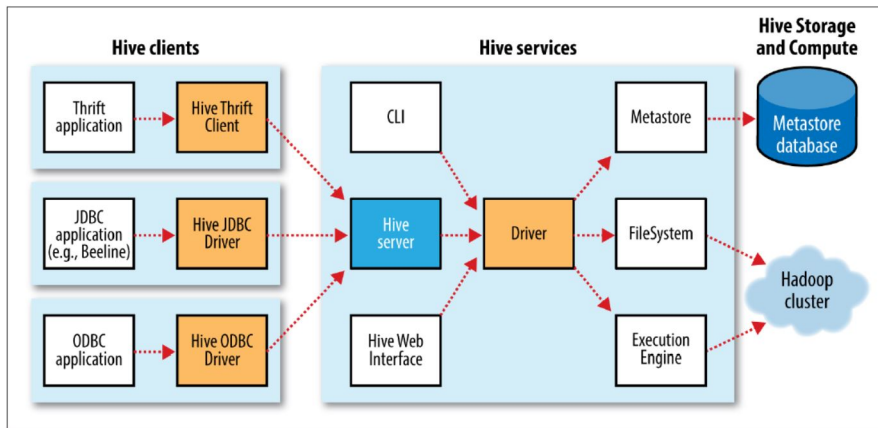 Hive clients
Hive services
Hive Storage
and Compute
Thrift
application
Hive Thrift
Client
CLI
Metastore
Metastore
database
JDBC
application
(e.g., Beeline)
Hive JDBC
Driver
Hive
server
Driver
FileSystem
Hadoop
cluster
ODBC
application
Hive ODBC
Driver
Hive Web
Interface
Execution
Engine